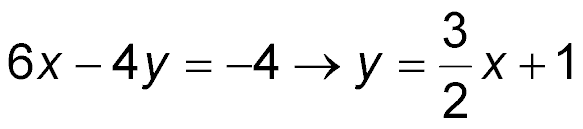 6x − 4y = −4 → y = 3/2 x + 1